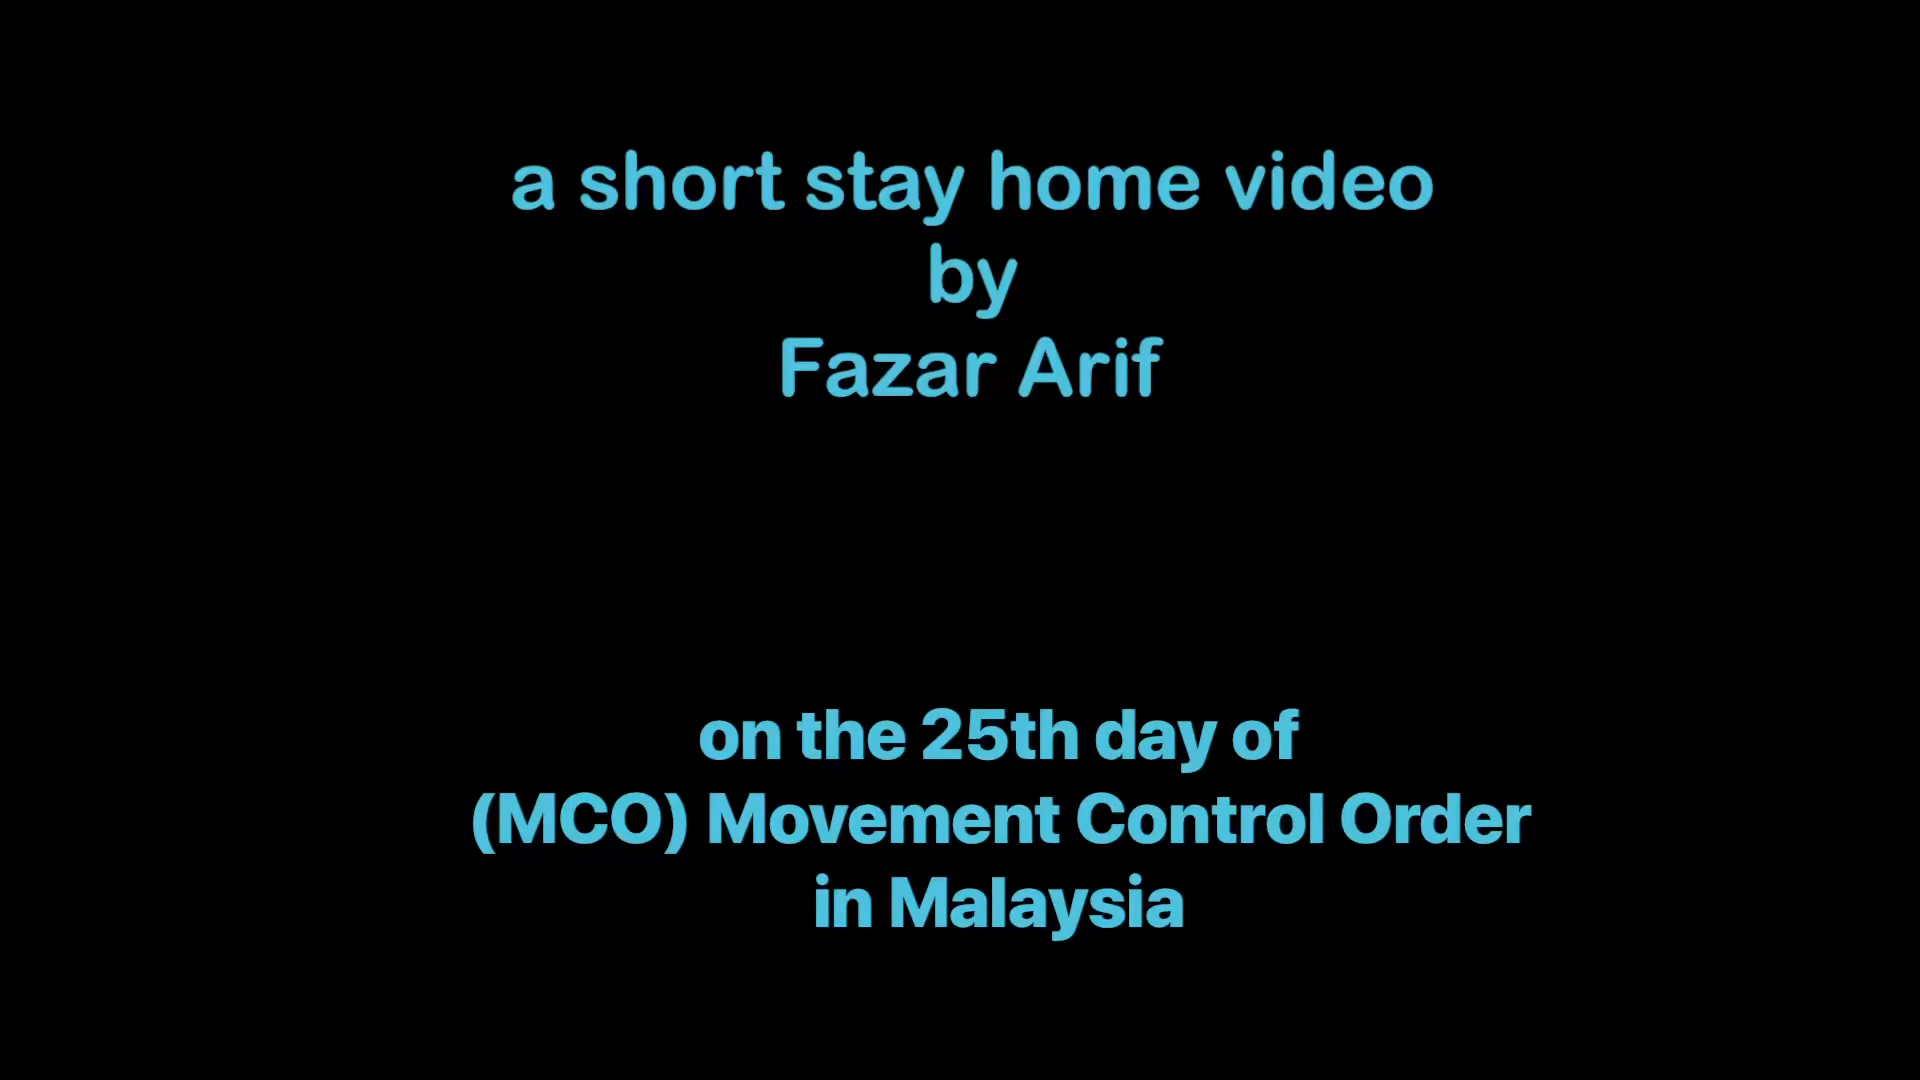 a short stay home video
by
Fazar Arif
on the 25th day of
(MCO) Movement Control Order
in Malaysia